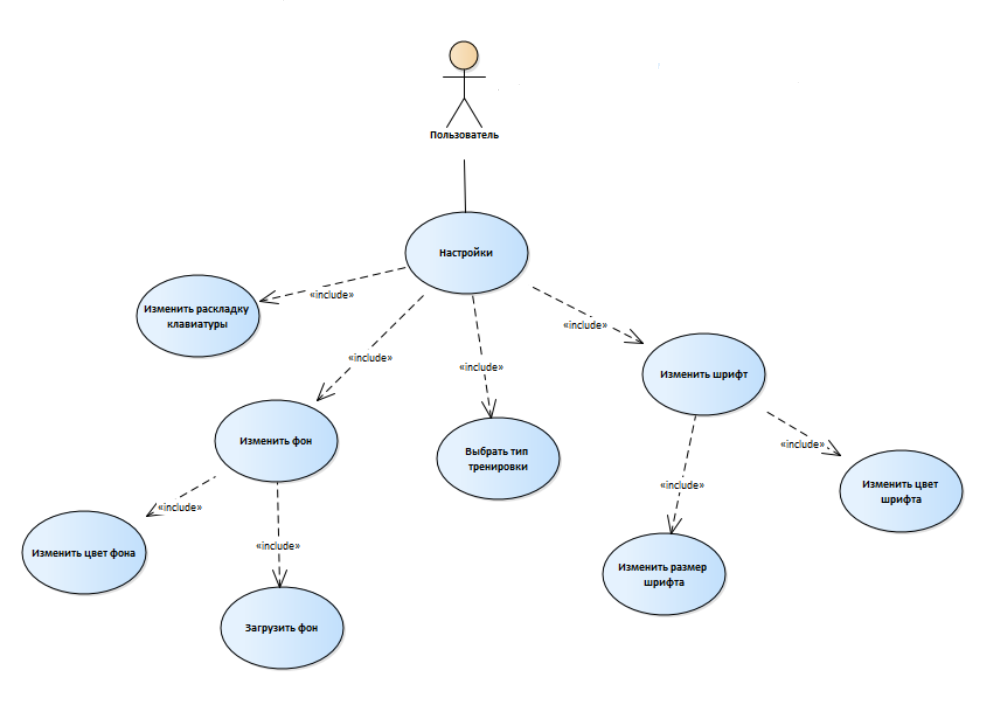 Пользователь
Настройки
«include»
Изменить раскладку
клавиатуры
«include»
«include»
«include»
Изменить шрифт
Изменить фон
Выбрать тип
тренировки
«include»
Изменить цвет
шрифта
«include»
«include»
«include»
Изменить цвет фона
Изменить размер
шрифта
Загрузить фон